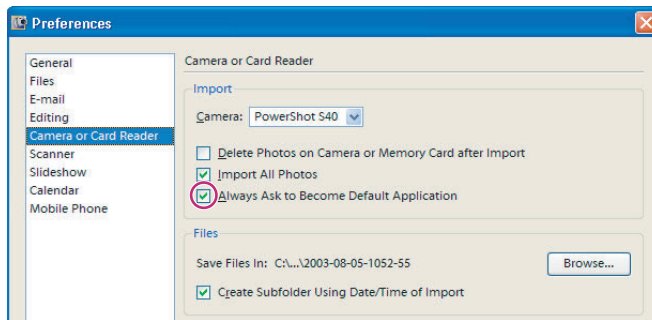 Preferences
General
Files
E-mail
Editing
Camera or Card Reader
Scanner
Slideshow
Calendar
Mobile Phone
Camera or Card Reader
Import
Camera: PowerShot S40
Delete Photos on Camera or Memory Card after Import
Import All Photos
Always Ask to Become Default Application
Files
Save Files In: C:\...\2003-08-05-1052-55
Browse...
Create Subfolder Using Date/Time of Import